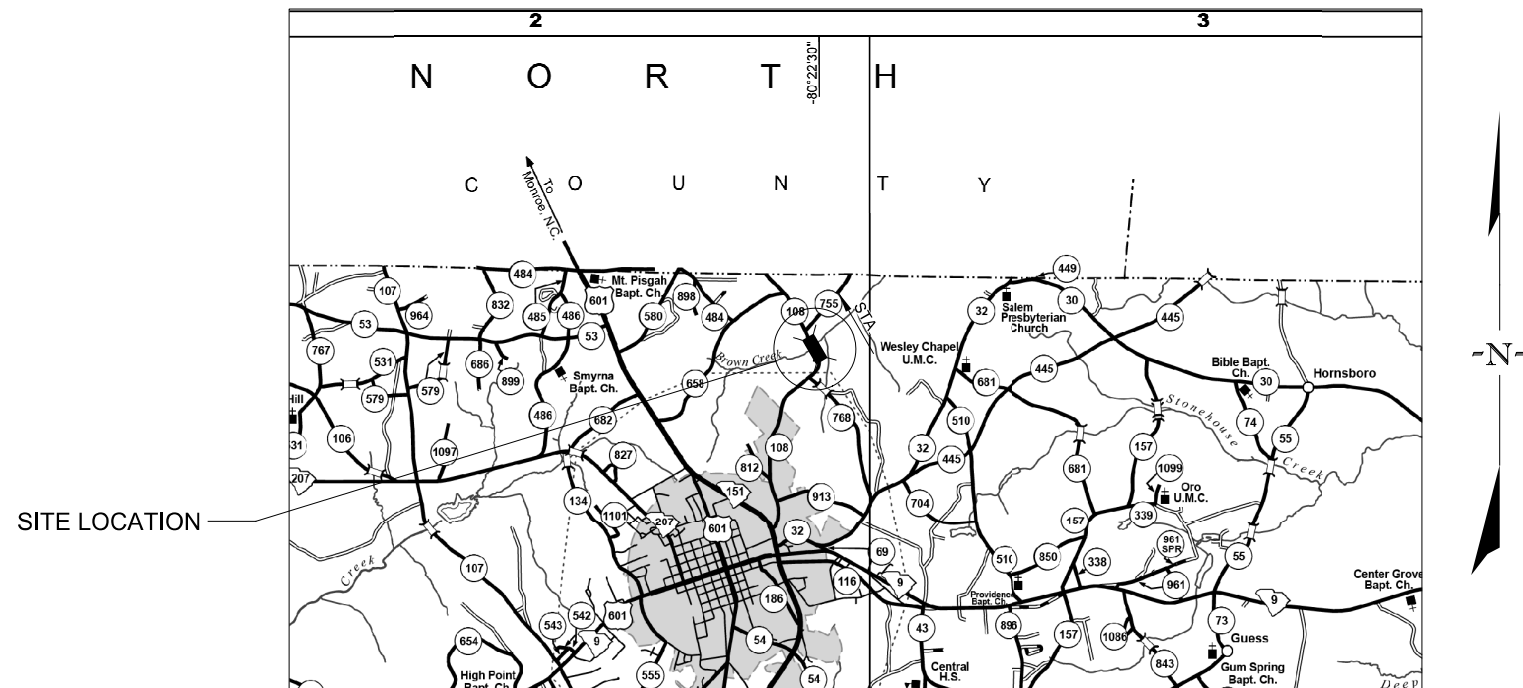 2 3
N O R T H
-80°22'30"
C O U N T Y
To
Monroe, N.C.
484
449
107
Mt. Pisgah
Bapt. Ch.
832
601
898
30
964
485
486
580
484
108
755
STA
32
Salem
Presbyterian
Church
445
53
53
767
531
686
899
Brown Creek
Wesley Chapel
U.M.C.
445
Bible Bapt.
Ch.
30
Hornsboro
Smyrna
Bapt. Ch.
658
681
579
579
Hill
486
682
768
510
Stonehouse
Creek
74
31
106
1097
827
108
32
445
681
157
55
207
812
1099
Oro
U.M.C.
134
151
913
704
339
SITE LOCATION
1101
207
601
32
157
961
SPR
Creek
107
69
510
850
338
55
116
9
961
Center Grove
Bapt. Ch.
Providence
Bapt. Ch.
9
186
543
542
601
43
896
157
1086
73
Guess
654
9
54
555
High Point
Bapt. Ch.
54
Central
H.S.
843
Gum Spring
Bapt. Ch.
Deep
-N-